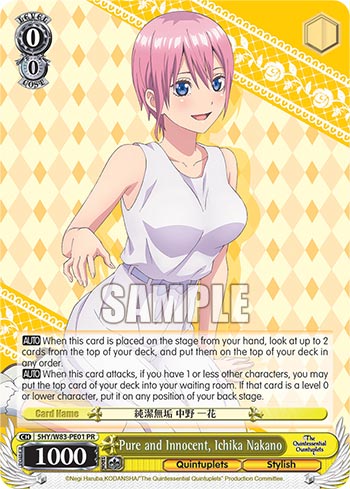 LEVEL
0
0
COST
SAMPLE
AUTO When this card is placed on the stage from your hand, look at up to 2
cards from the top of your deck, and put them on the top of your deck in
any order.
AUTO When this card attacks, if you have 1 or less other characters, you may
put the top card of your deck into your waiting room. If that card is a level 0
or lower character, put it on any position of your back stage.
Card Name 純潔無垢 中野 一花
CH 5HY/W83-PE01 PR
Pure and Innocent, Ichika Nakano
The
Quintessential
Quintuplets
1000
Quintuplets Stylish
©Negi Haruba,KODANSHA/"The Quintessential Quintuplets" Production Committee.